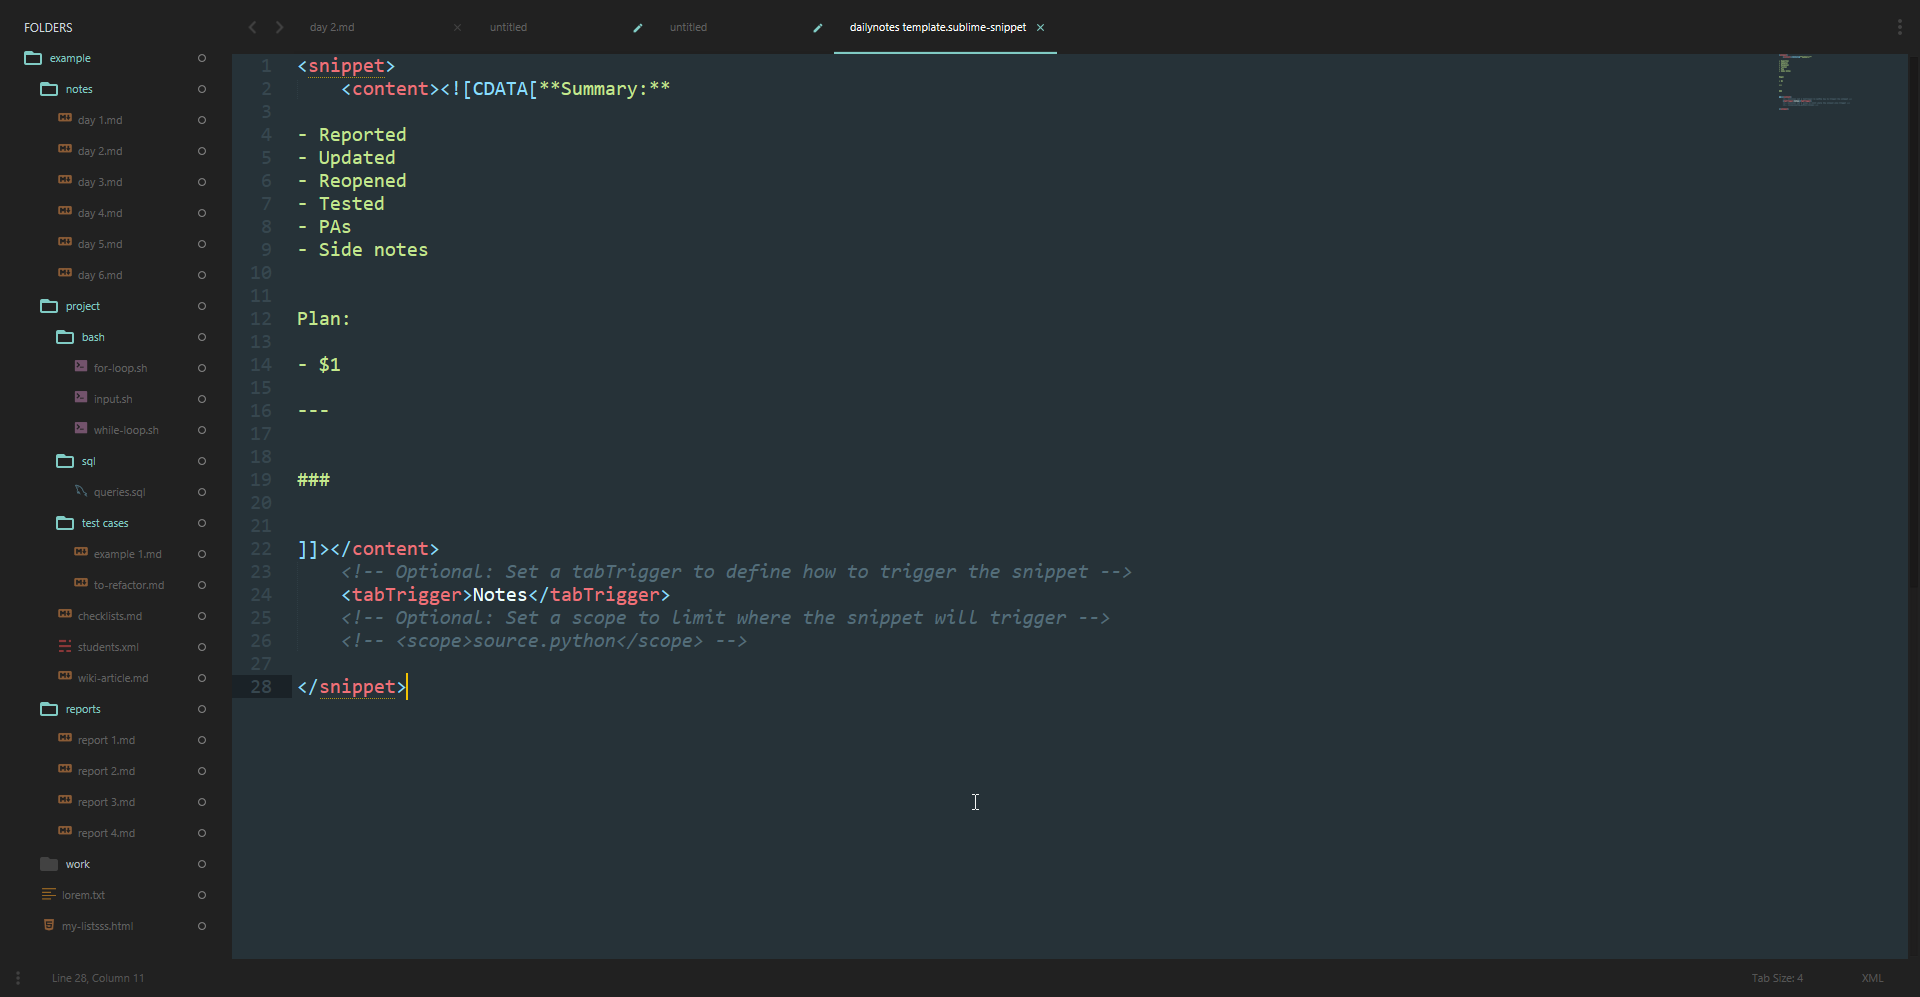 FOLDERS
example
notes
day 1.md
day 2.md
day 3.md
day 4.md
day 5.md
day 6.md
project
bash
for-loop.sh
input.sh
while-loop.sh
sql
queries.sql
test cases
example 1.md
to-refactor.md
checklists.md
students.xml
wiki-article.md
reports
report 1.md
report 2.md
report 3.md
report 4.md
work
lorem.txt
my-listsss.html
day 2.md
untitled
untitled
dailynotes template.sublime-snippet
1 <snippet>
2 <content><![CDATA[**Summary:**
3
4 - Reported
5 - Updated
6 - Reopened
7 - Tested
8 - PAs
9 - Side notes
10
11
12 Plan:
13
14 - $1
15
16 ---
17
18
19 ###
20
21
22 ]]></content>
23 <!-- Optional: Set a tabTrigger to define how to trigger the snippet -->
24 <tabTrigger>Notes</tabTrigger>
25 <!-- Optional: Set a scope to limit where the snippet will trigger -->
26 <!-- <scope>source.python</scope> -->
27
28 </snippet>
Line 28, Column 11
Tab Size: 4
XML